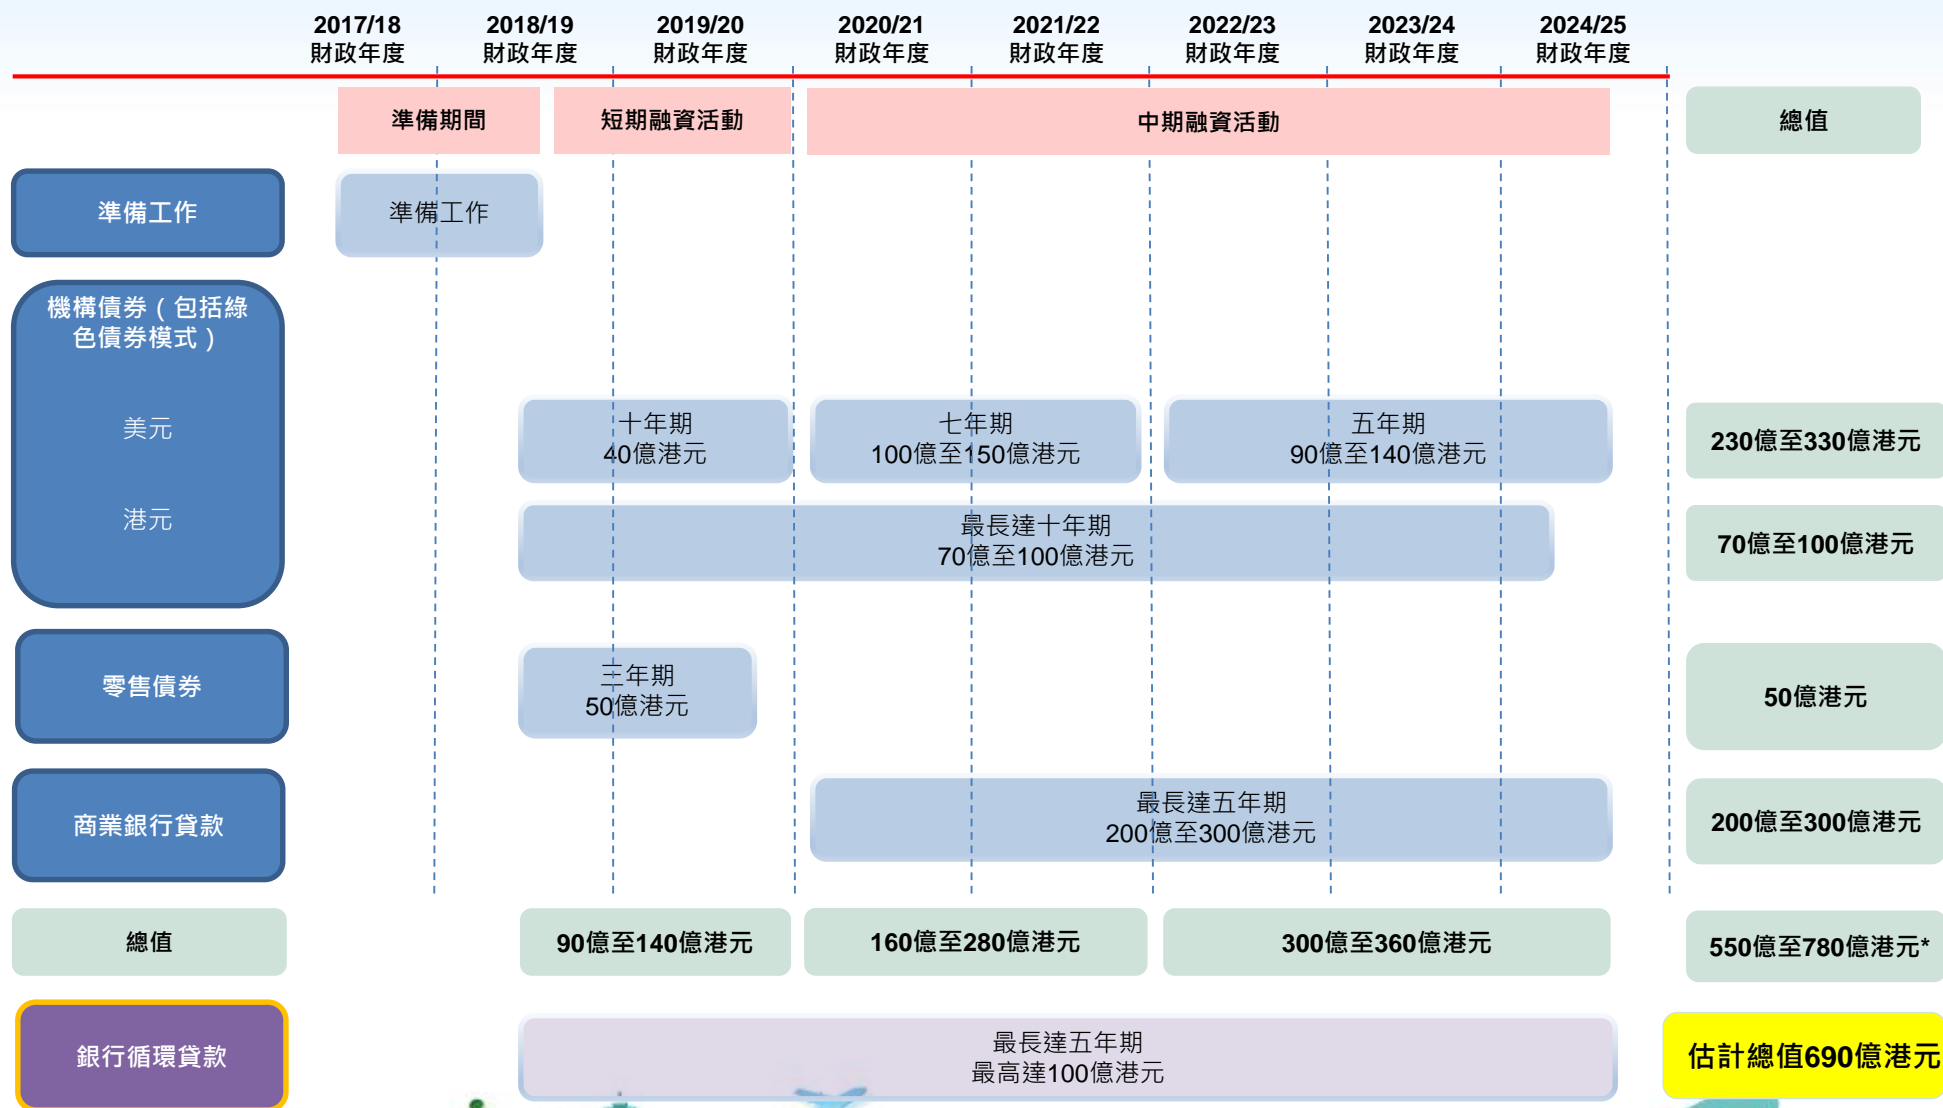 2017/18
財政年度
2018/19
財政年度
2019/20
財政年度
2020/21
財政年度
2021/22
財政年度
2022/23
財政年度
2023/24
財政年度
2024/25
財政年度
準備期間
短期融資活動
中期融資活動
總值
準備工作
準備工作
機構債券（包括綠
色債券模式）
美元
十年期
40億港元
七年期
100億至150億港元
五年期
90億至140億港元
230億至330億港元
港元
最長達十年期
70億至100億港元
70億至100億港元
零售債券
三年期
50億港元
50億港元
商業銀行貸款
最長達五年期
200億至300億港元
200億至300億港元
總值
90億至140億港元
160億至280億港元
300億至360億港元
550億至780億港元*
銀行循環貸款
最長達五年期
最高達100億港元
估計總值690億港元